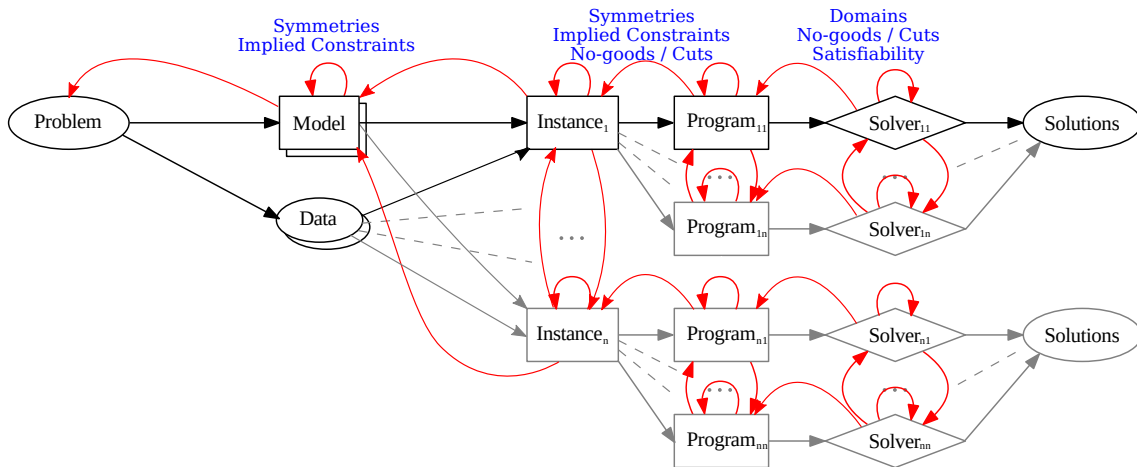 Symmetries
Implied Constraints
Symmetries
Implied Constraints
No-goods / Cuts
Domains
No-goods / Cuts
Satisfiability
Problem
Model
Instance₁
Program₁₁
Solver₁₁
Solutions
...
...
Data
Program₁ₙ
Solver₁ₙ
...
Instanceₙ
Programₙ₁
Solverₙ₁
Solutions
...
...
Programₙₙ
Solverₙₙ